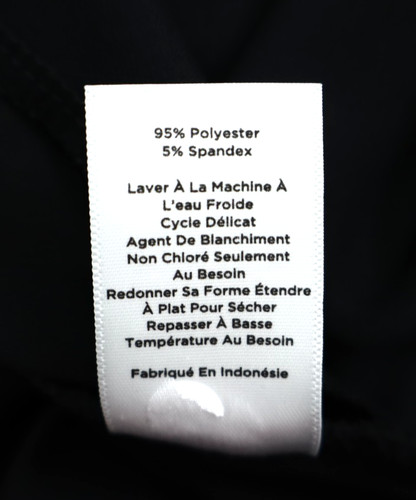 95% Polyester
5% Spandex
Laver À La Machine À
L'eau Froide
Cycle Délicat
Agent De Blanchiment
Non Chloré Seulement
Au Besoin
Redonner Sa Forme Étendre
À Plat Pour Sécher
Repasser À Basse
Température Au Besoin
Fabriqué En Indonésie